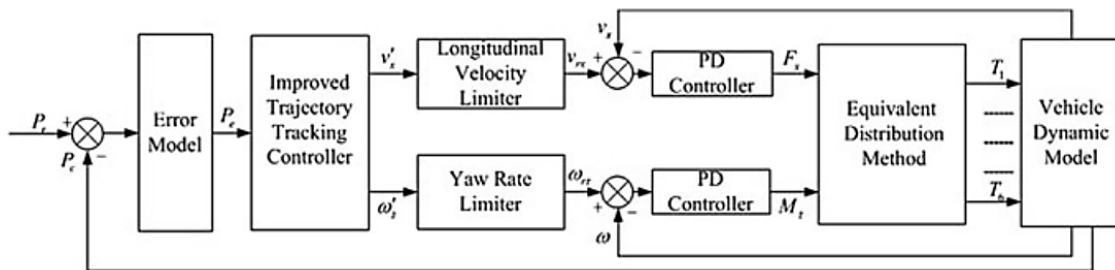 v_x
P_r
+
−
P_c
Error
Model
P_e
Improved
Trajectory
Tracking
Controller
v'_x
Longitudinal
Velocity
Limiter
v_rx
+
−
PD
Controller
F_x
ω'_z
Yaw Rate
Limiter
ω_rz
+
−
ω
PD
Controller
M_z
Equivalent
Distribution
Method
T_1
T_6
Vehicle
Dynamic
Model